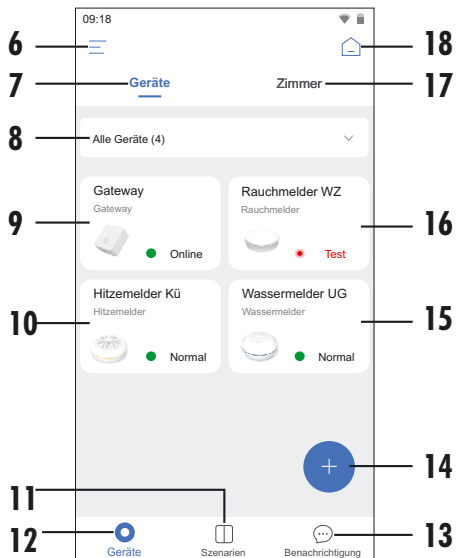 09:18
6
18
7
Geräte
Zimmer
17
8
Alle Geräte (4)
Gateway
Gateway
9
Online
Rauchmelder WZ
Rauchmelder
16
Test
Hitzemelder Kü
Hitzemelder
10
Normal
Wassermelder UG
Wassermelder
15
Normal
14
11
12
13
Geräte
Szenarien
Benachrichtigung